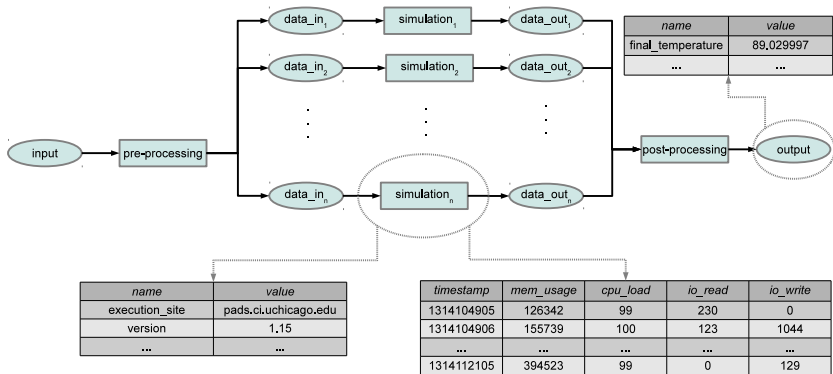 data_in₁ simulation₁ data_out₁
name value
final_temperature 89.029997
... ...
data_in₂ simulation₂ data_out₂
input pre-processing post-processing output
data_inₙ simulationₙ data_outₙ
name value
execution_site pads.ci.uchicago.edu
version 1.15
... ...
timestamp mem_usage cpu_load io_read io_write
1314104905 126342 99 230 0
1314104906 155739 100 123 1044
... ... ... ... ...
1314112105 394523 99 0 129